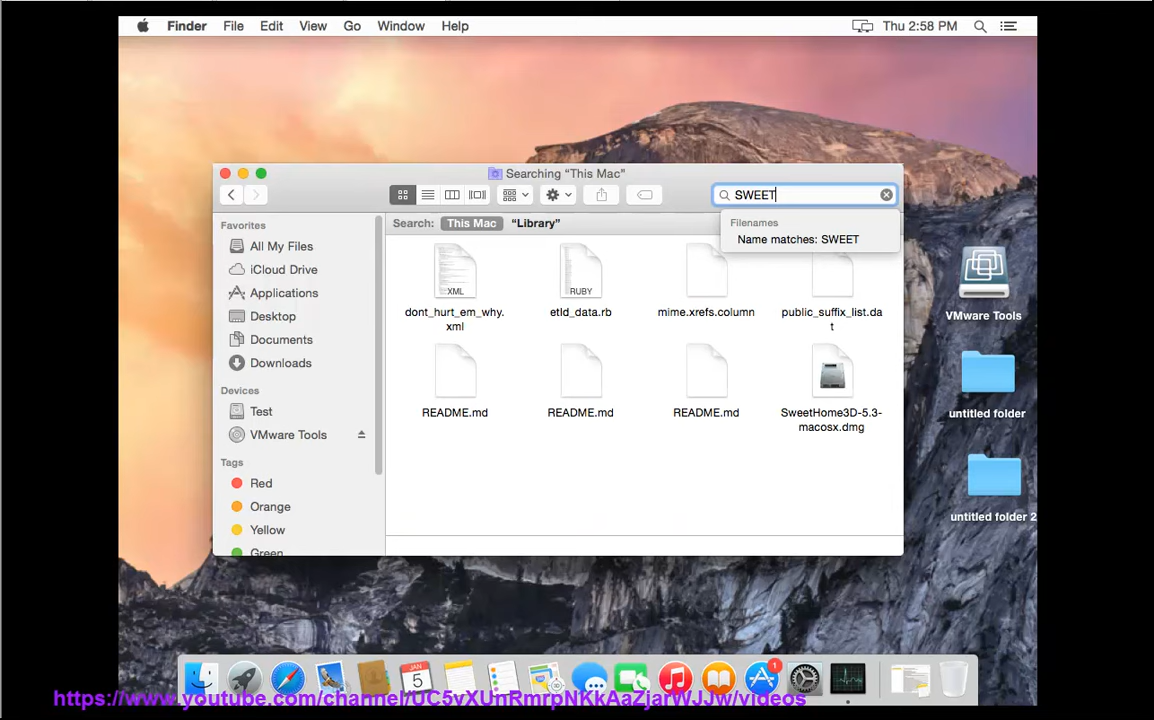 Finder File Edit View Go Window Help Thu 2:58 PM
Searching “This Mac”
SWEET
Filenames
Name matches: SWEET
Search: This Mac “Library”
Favorites
All My Files
iCloud Drive
Applications
Desktop
Documents
Downloads
Devices
Test
VMware Tools
Tags
Red
Orange
Yellow
Green
XML
dont_hurt_em_why.
xml
RUBY
etld_data.rb
mime.xrefs.column
public_suffix_list.da
t
README.md
README.md
README.md
SweetHome3D-5.3-
macosx.dmg
VMware Tools
untitled folder
untitled folder 2
JAN
5
1
https://www.youtube.com/channel/UC5vXUnRmrpNKkAaZjarWJJw/videos